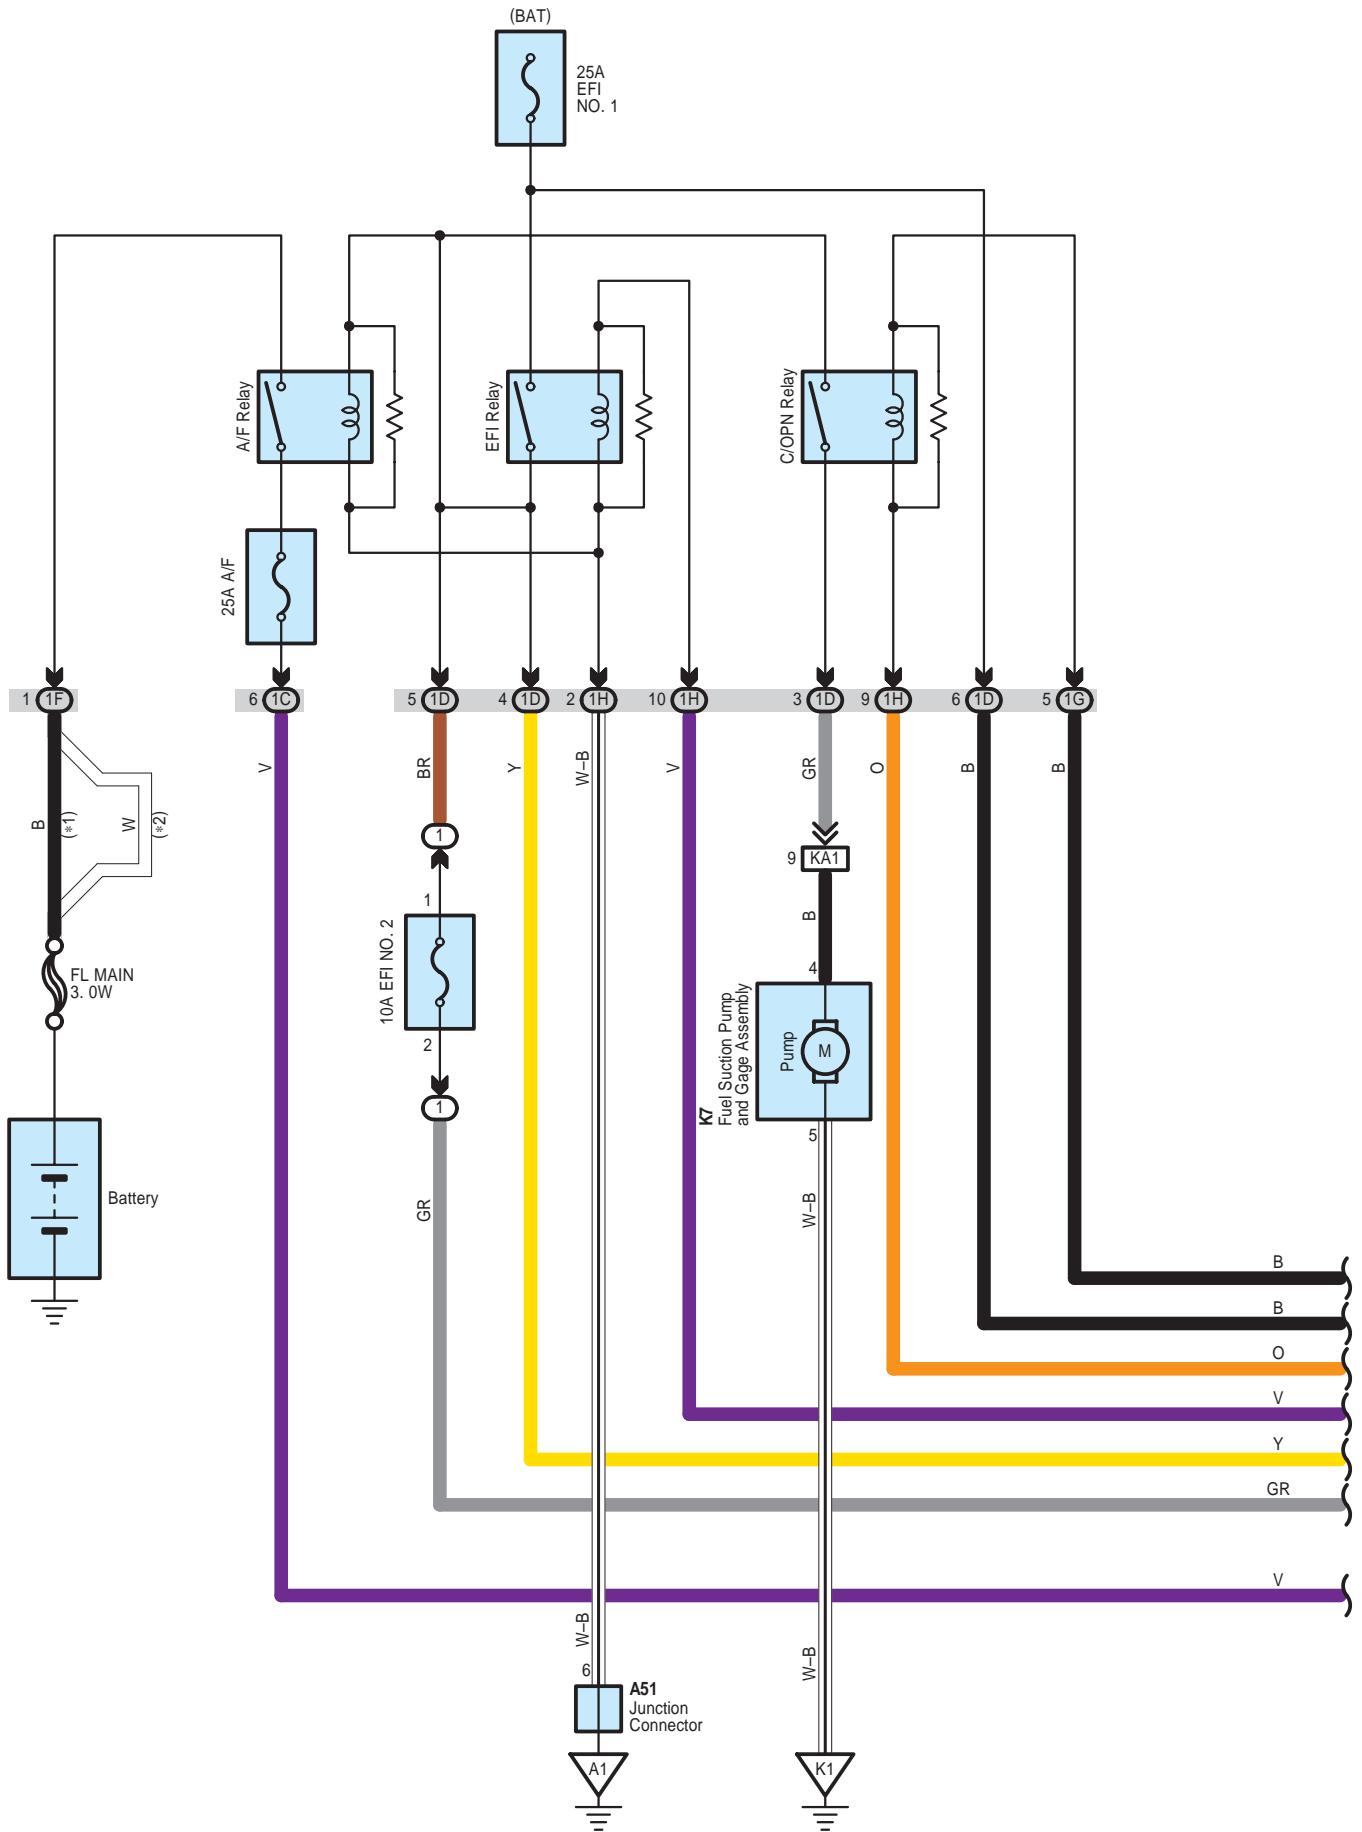 (BAT)
25A
EFI
NO. 1
A/F Relay
EFI Relay
C/OPN Relay
25A A/F
1 1F
6 1C
5 1D
4 1D
2 1H
10 1H
3 1D
9 1H
6 1D
5 1G
B
(*1)
W
(*2)
V
BR
Y
W–B
V
GR
O
B
B
1
9 KA1
1
10A EFI NO. 2
2
1
B
4
FL MAIN
3. 0W
Pump
M
K7
Fuel Suction Pump
and Gage Assembly
5
Battery
GR
W–B
B
B
O
V
Y
GR
V
W–B
W–B
6
A51
Junction
Connector
A1
K1